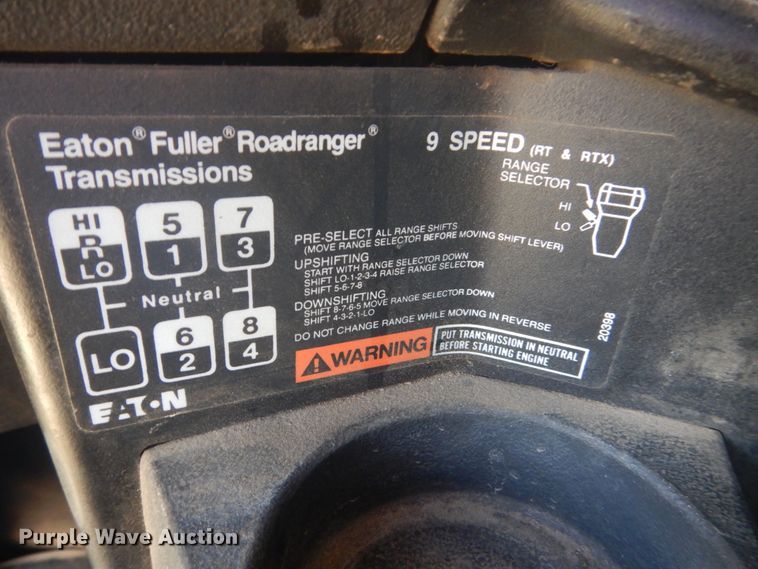 Eaton® Fuller® Roadranger®
Transmissions
9 SPEED (RT & RTX)
RANGE
SELECTOR
HI
LO
HI
R
LO
5
1
7
3
Neutral
LO
6
2
8
4
EATON
PRE-SELECT ALL RANGE SHIFTS
(MOVE RANGE SELECTOR BEFORE MOVING SHIFT LEVER)
UPSHIFTING
START WITH RANGE SELECTOR DOWN
SHIFT LO-1-2-3-4 RAISE RANGE SELECTOR
SHIFT 5-6-7-8
DOWNSHIFTING
SHIFT 8-7-6-5 MOVE RANGE SELECTOR DOWN
SHIFT 4-3-2-1-LO
DO NOT CHANGE RANGE WHILE MOVING IN REVERSE
WARNING
PUT TRANSMISSION IN NEUTRAL
BEFORE STARTING ENGINE
20398
Purple Wave Auction